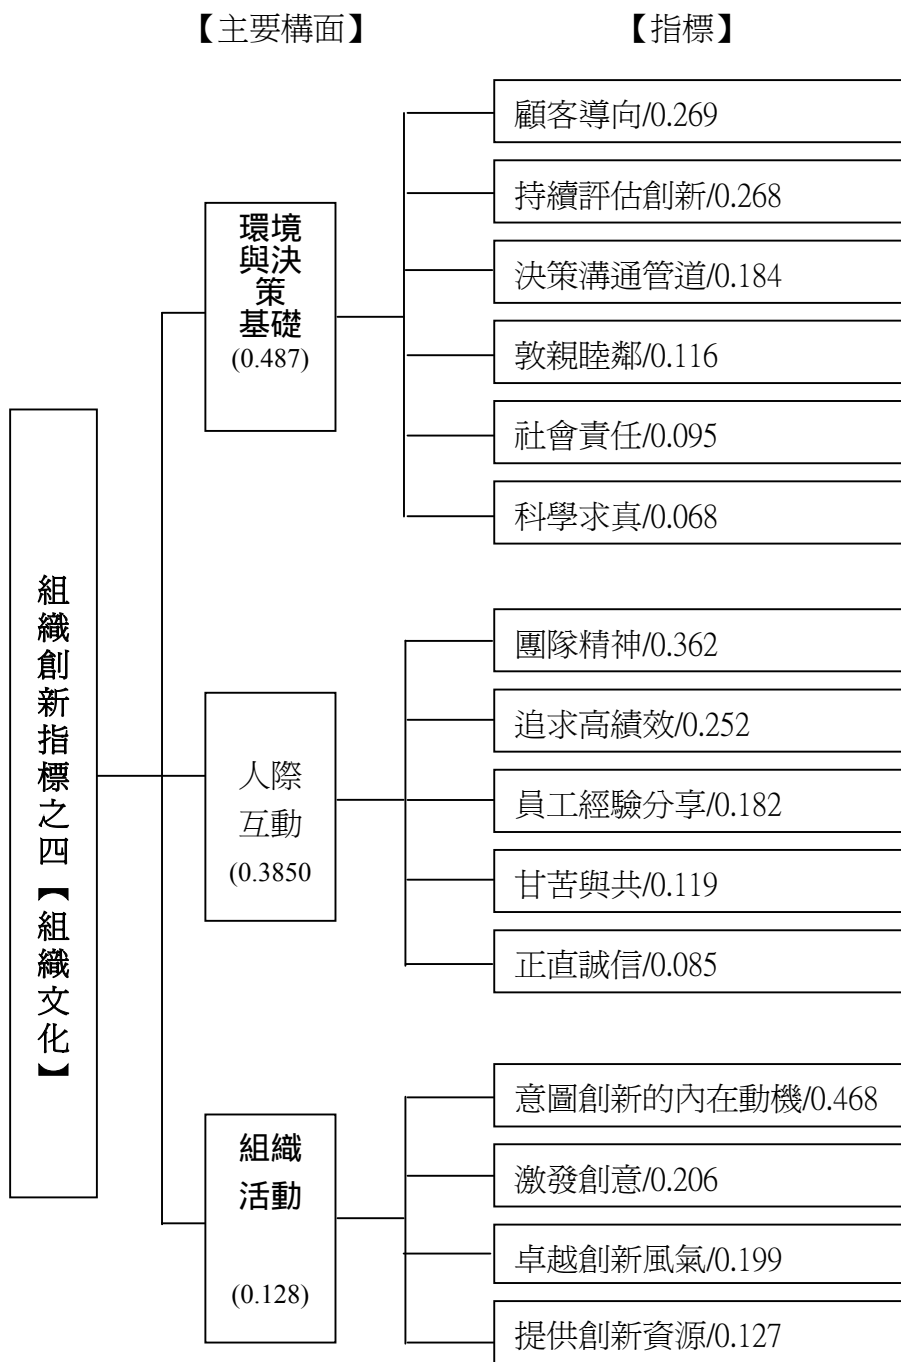 【主要構面】
【指標】
組織創新指標之四【組織文化】
環境
與決
策
基礎
(0.487)
顧客導向/0.269
持續評估創新/0.268
決策溝通管道/0.184
敦親睦鄰/0.116
社會責任/0.095
科學求真/0.068
人際
互動
(0.3850
團隊精神/0.362
追求高績效/0.252
員工經驗分享/0.182
甘苦與共/0.119
正直誠信/0.085
組織
活動
(0.128)
意圖創新的內在動機/0.468
激發創意/0.206
卓越創新風氣/0.199
提供創新資源/0.127